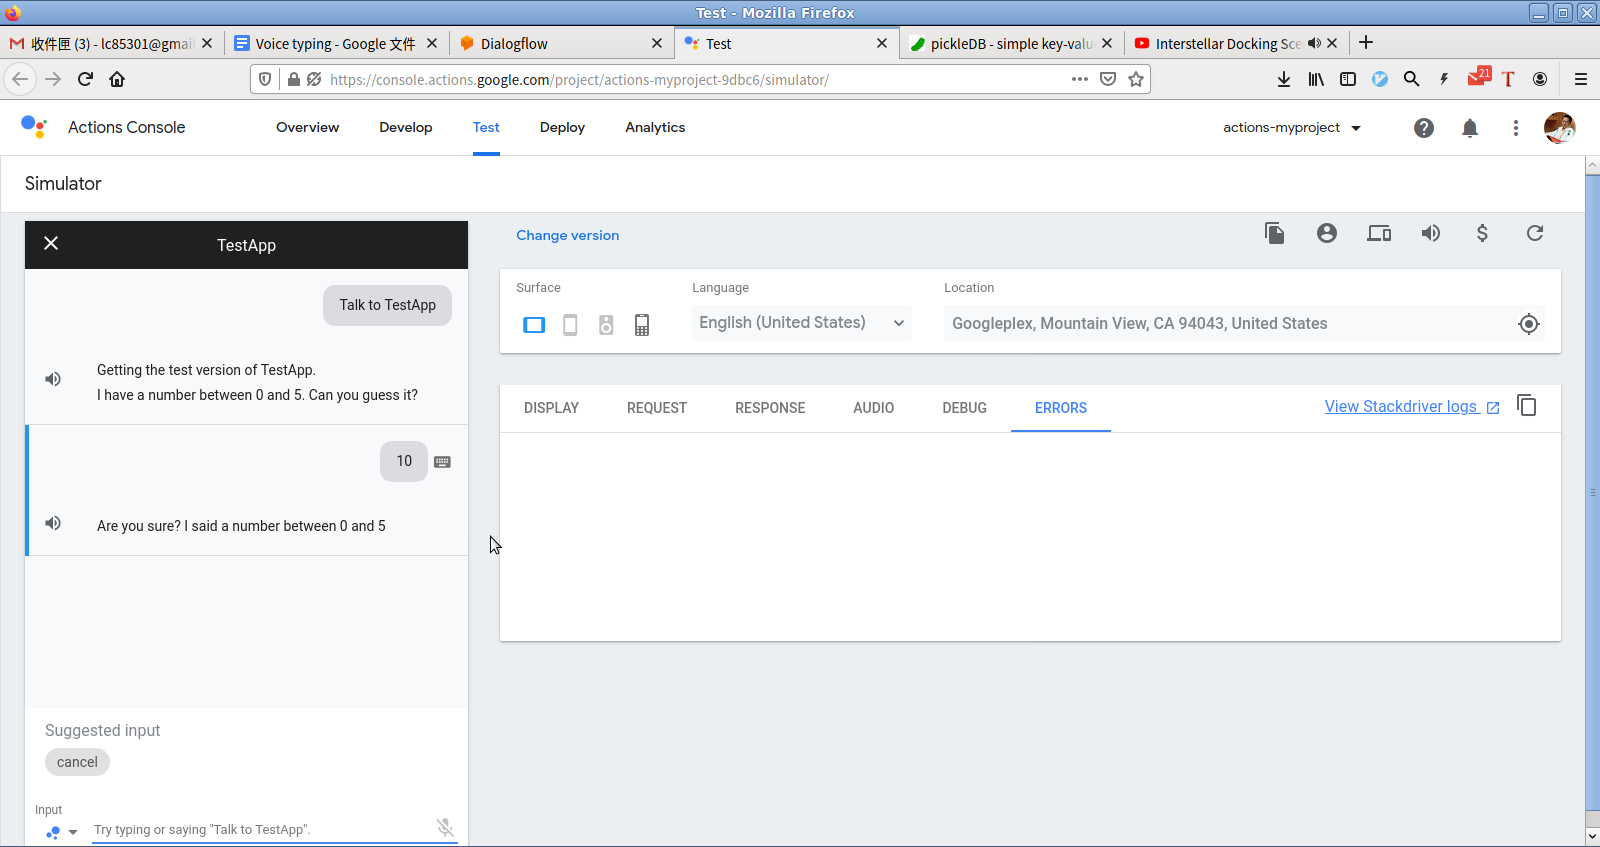 Test - Mozilla Firefox
收件匣 (3) - lc85301@gmai
Voice typing - Google 文件
Dialogflow
Test
pickleDB - simple key-valu
Interstellar Docking Sce
https://console.actions.google.com/project/actions-myproject-9dbc6/simulator/
21
T
Actions Console
Overview
Develop
Test
Deploy
Analytics
actions-myproject
Simulator
TestApp
Talk to TestApp
Getting the test version of TestApp.
I have a number between 0 and 5. Can you guess it?
10
Are you sure? I said a number between 0 and 5
Suggested input
cancel
Input
Try typing or saying "Talk to TestApp".
Change version
$
Surface
Language
Location
English (United States)
Googleplex, Mountain View, CA 94043, United States
DISPLAY
REQUEST
RESPONSE
AUDIO
DEBUG
ERRORS
View Stackdriver logs